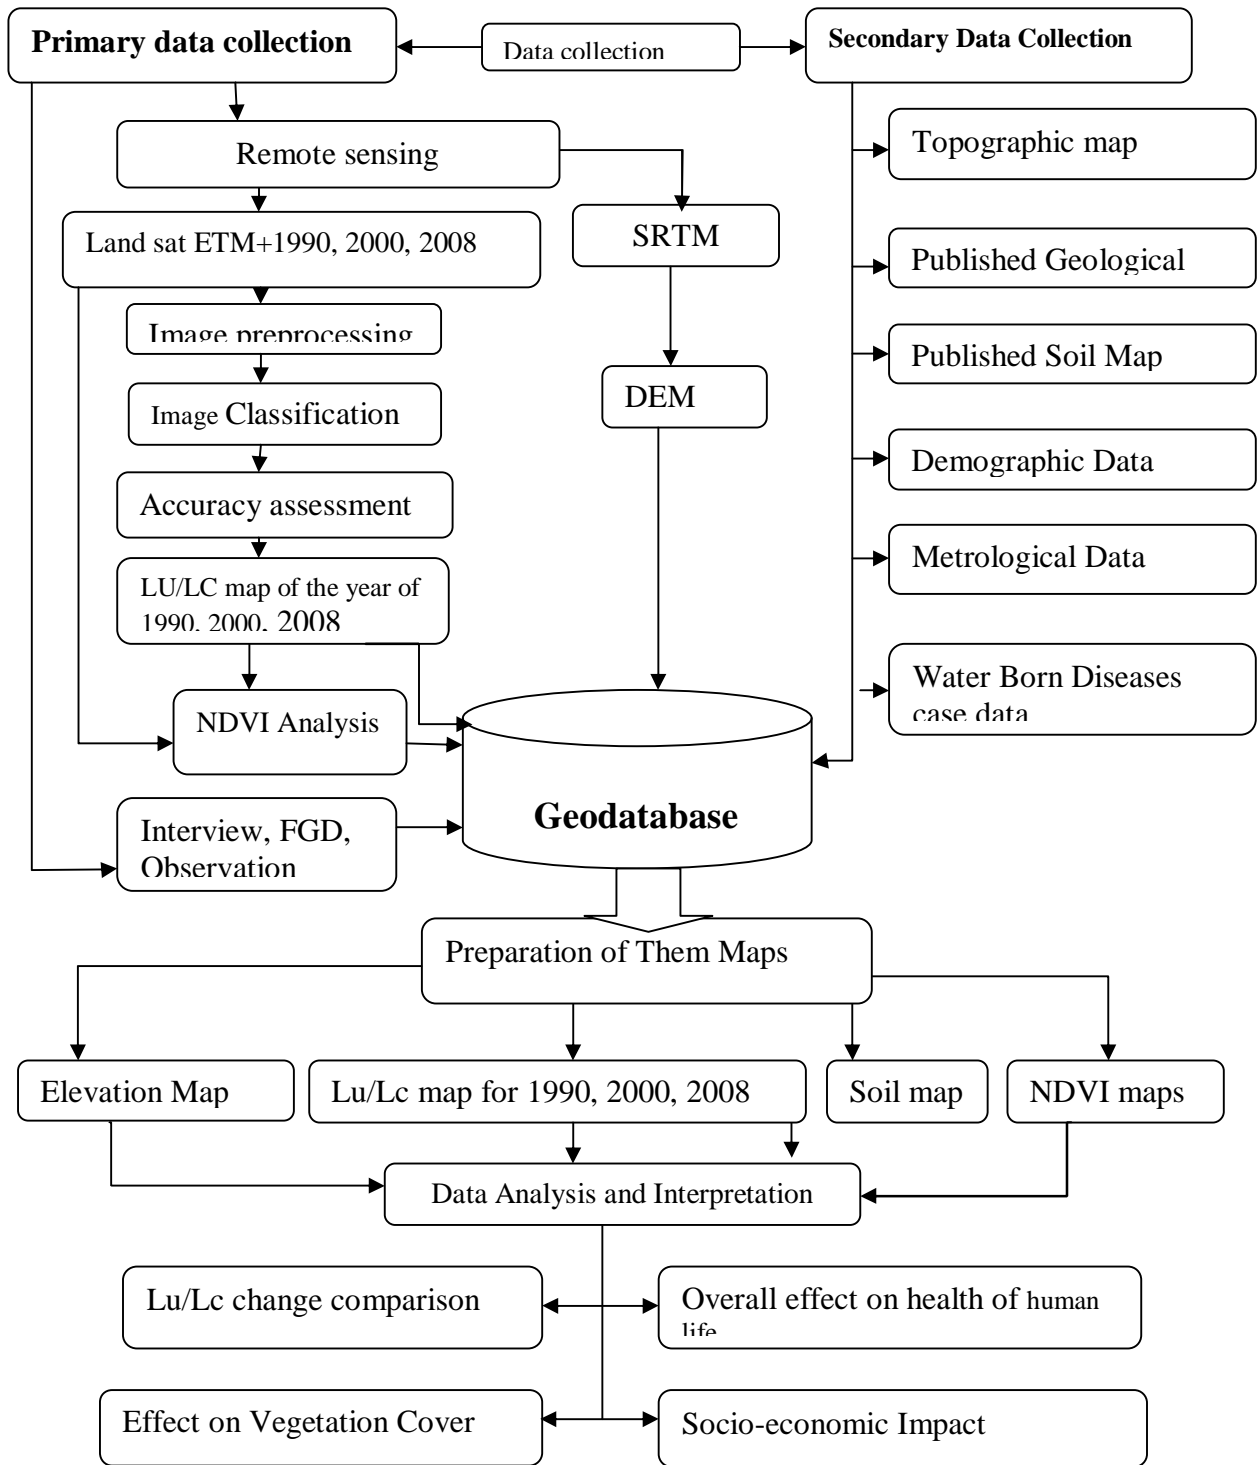 Primary data collection
Data collection
Secondary Data Collection
Remote sensing
Topographic map
Land sat ETM+1990, 2000, 2008
SRTM
Published Geological
Image preprocessing
Published Soil Map
Image Classification
DEM
Accuracy assessment
Demographic Data
LU/LC map of the year of
1990, 2000, 2008
Metrological Data
NDVI Analysis
Water Born Diseases
case data
Interview, FGD,
Observation
Geodatabase
Preparation of Them Maps
Elevation Map
Lu/Lc map for 1990, 2000, 2008
Soil map
NDVI maps
Data Analysis and Interpretation
Lu/Lc change comparison
Overall effect on health of human
life
Effect on Vegetation Cover
Socio-economic Impact